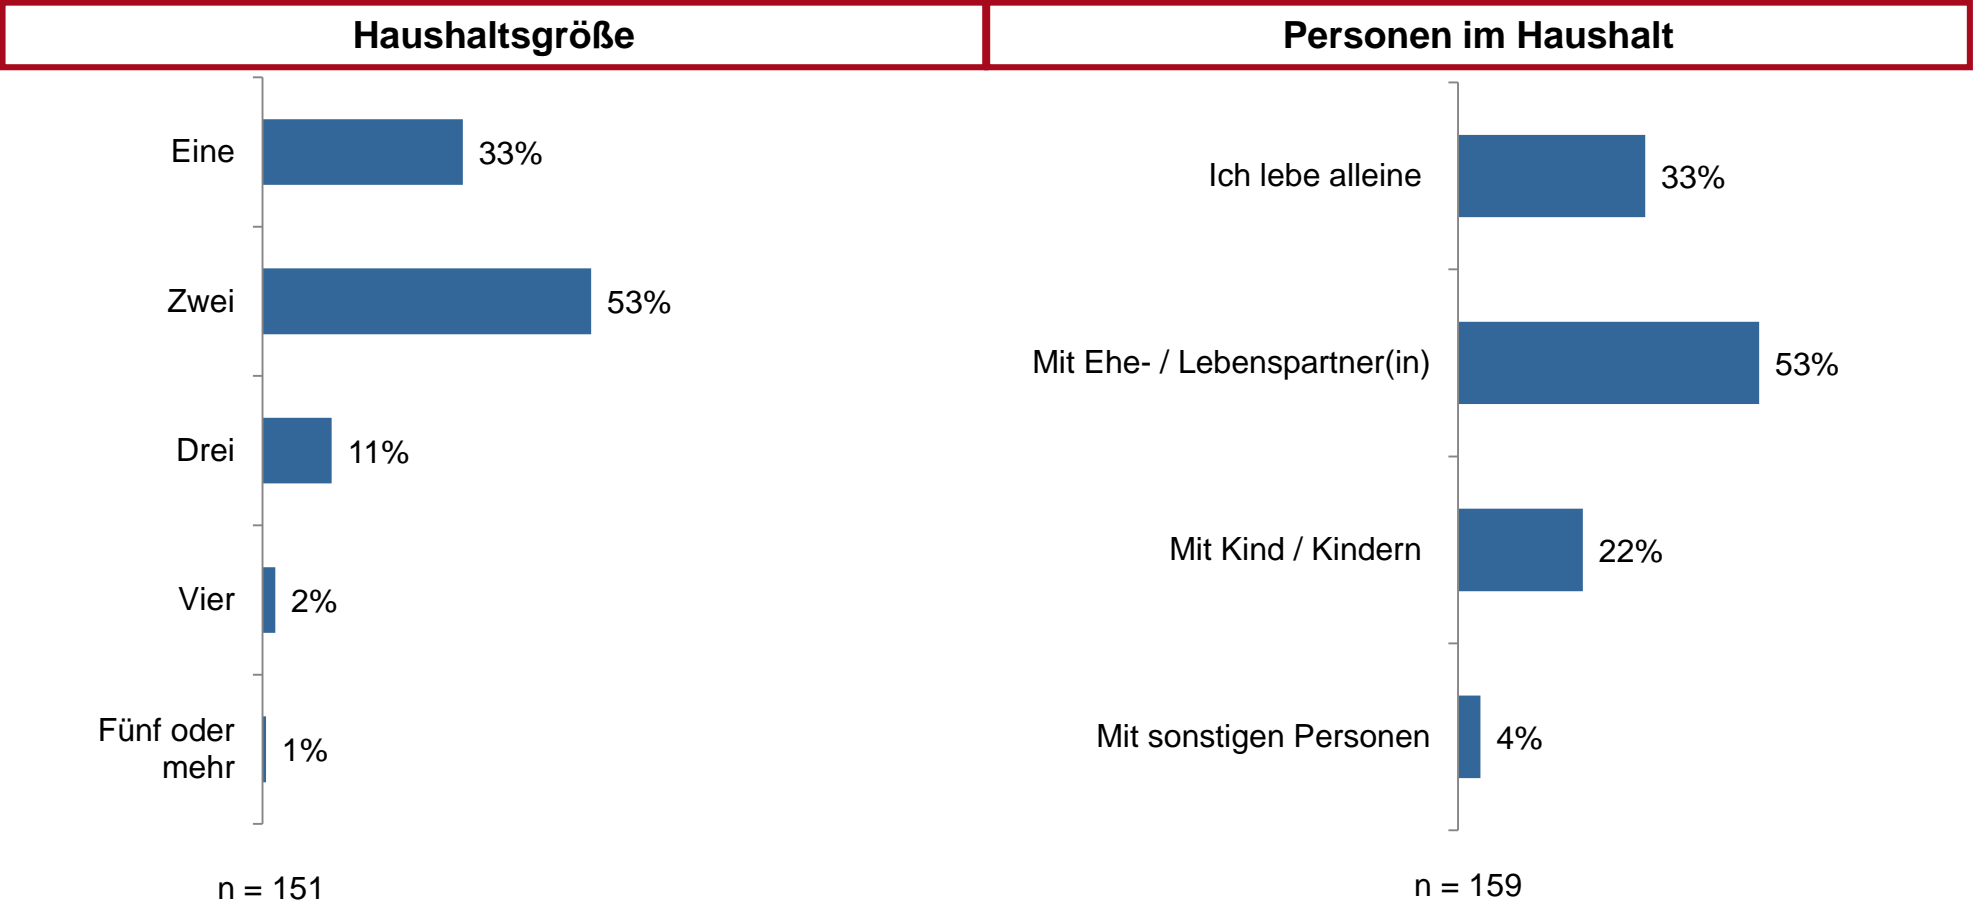 Haushaltsgröße
Eine
33%
Zwei
53%
Drei
11%
Vier
2%
Fünf oder
mehr
1%
n = 151
Personen im Haushalt
Ich lebe alleine
33%
Mit Ehe- / Lebenspartner(in)
53%
Mit Kind / Kindern
22%
Mit sonstigen Personen
4%
n = 159